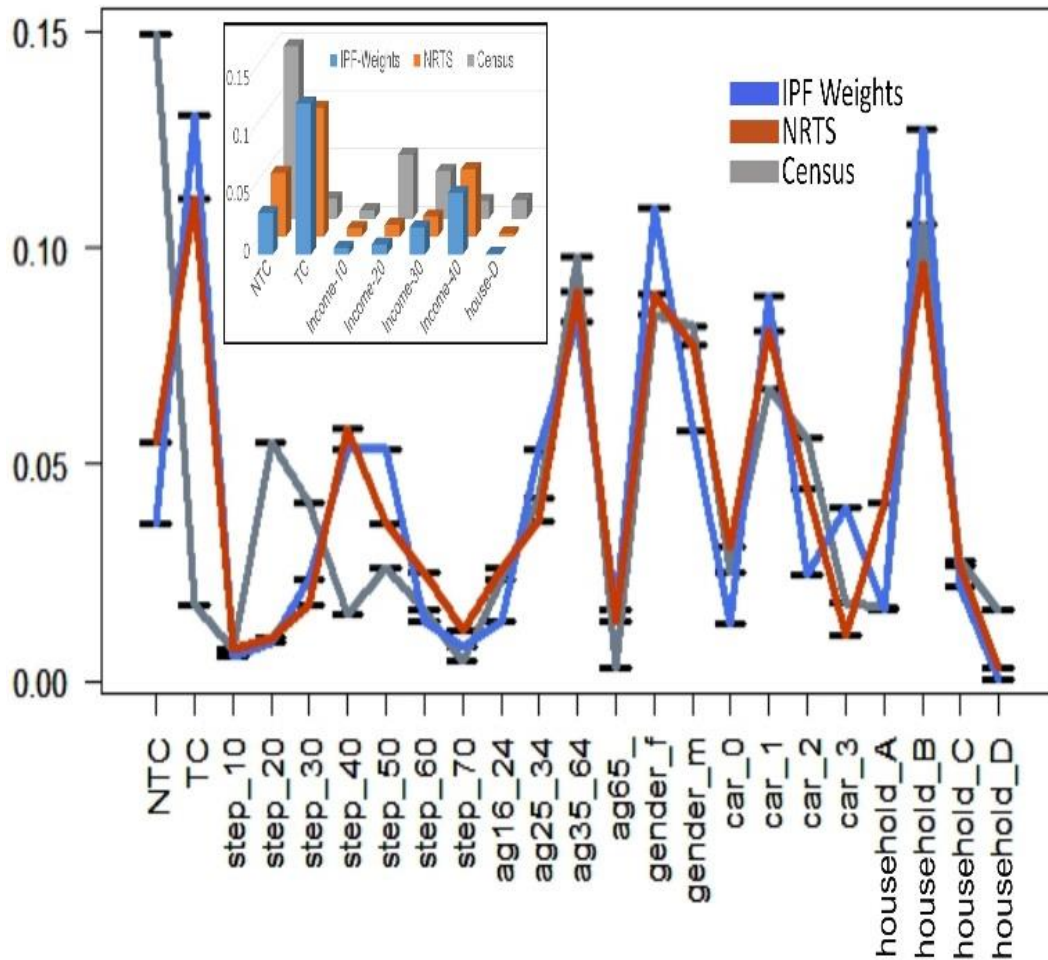 0.15
0.10
0.05
0.00
IPF-Weights NRTS Census
0.15
0.1
0.05
0
NTC
TC
Income-10
Income-20
Income-30
Income-40
house-D
IPF Weights
NRTS
Census
NTC
TC
step_10
step_20
step_30
step_40
step_50
step_60
step_70
ag16_24
ag25_34
ag35_64
ag65_
gender_f
gender_m
car_0
car_1
car_2
car_3
household_A
household_B
household_C
household_D